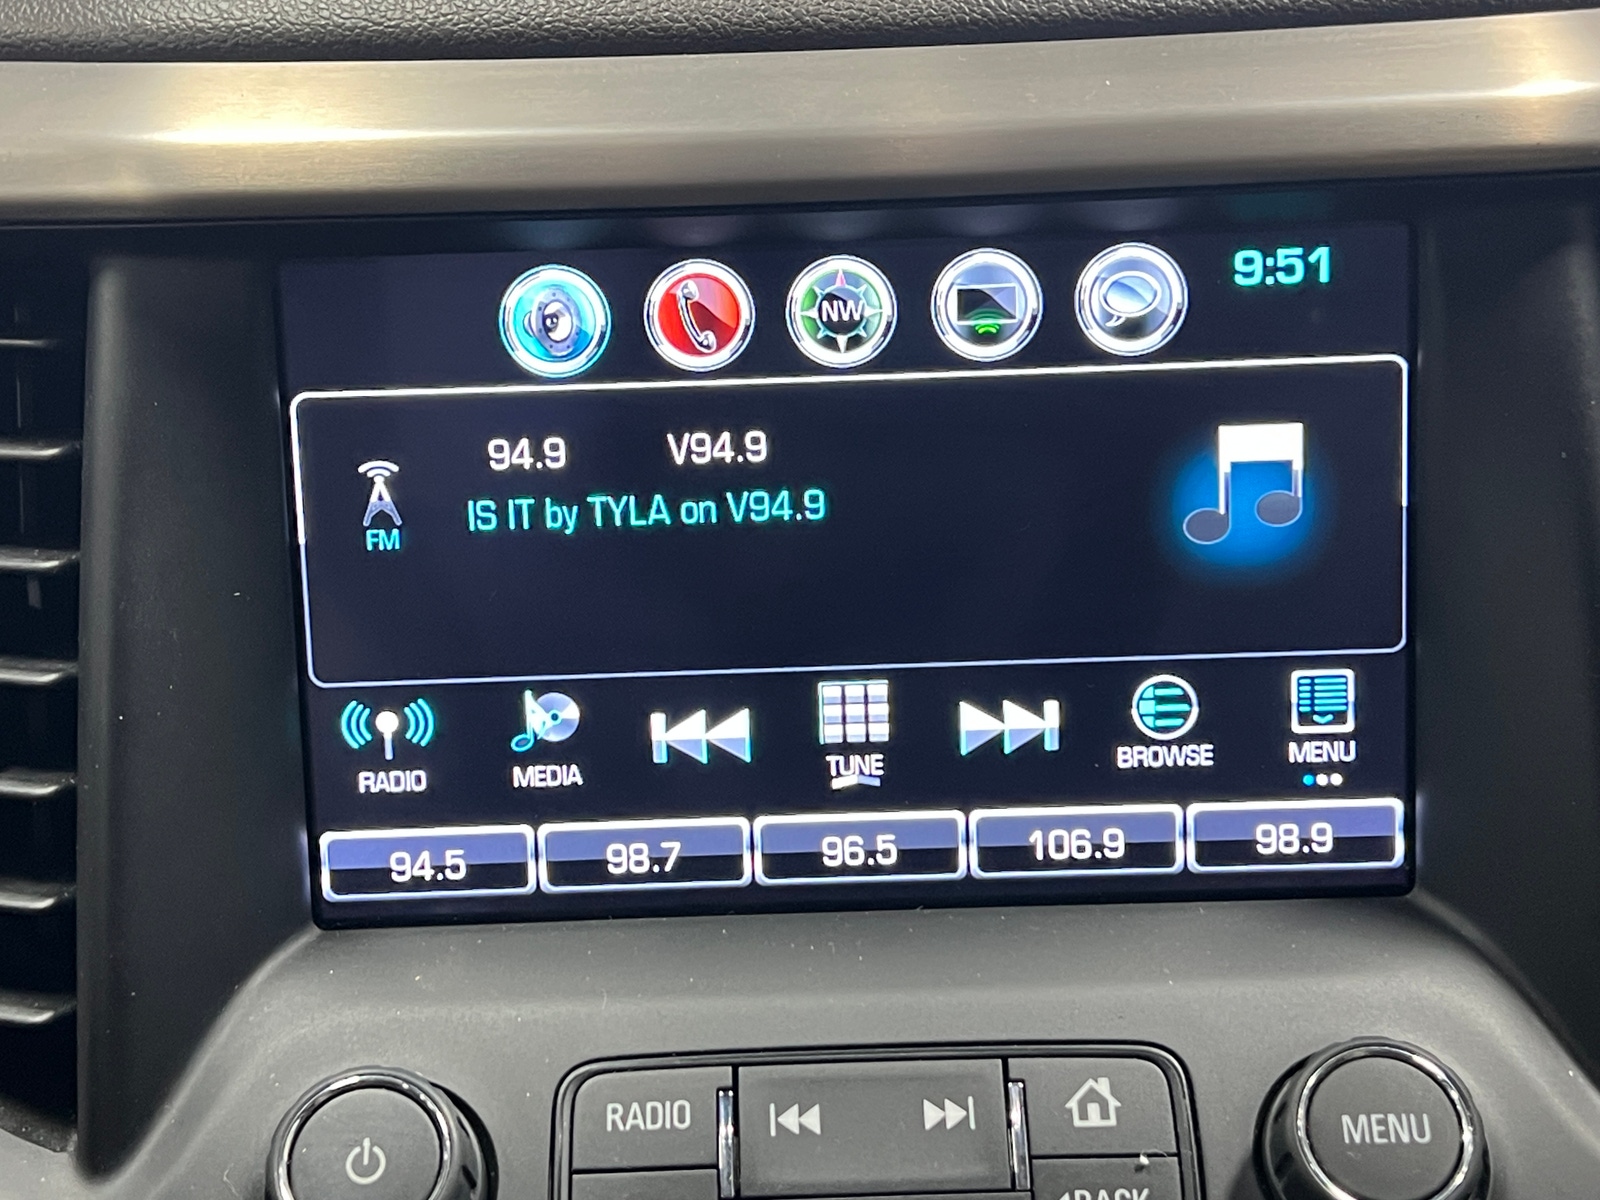 NW
9:51
94.9 V94.9
IS IT by TYLA on V94.9
FM
RADIO MEDIA TUNE BROWSE MENU
94.5 98.7 96.5 106.9 98.9
RADIO MENU
BACK